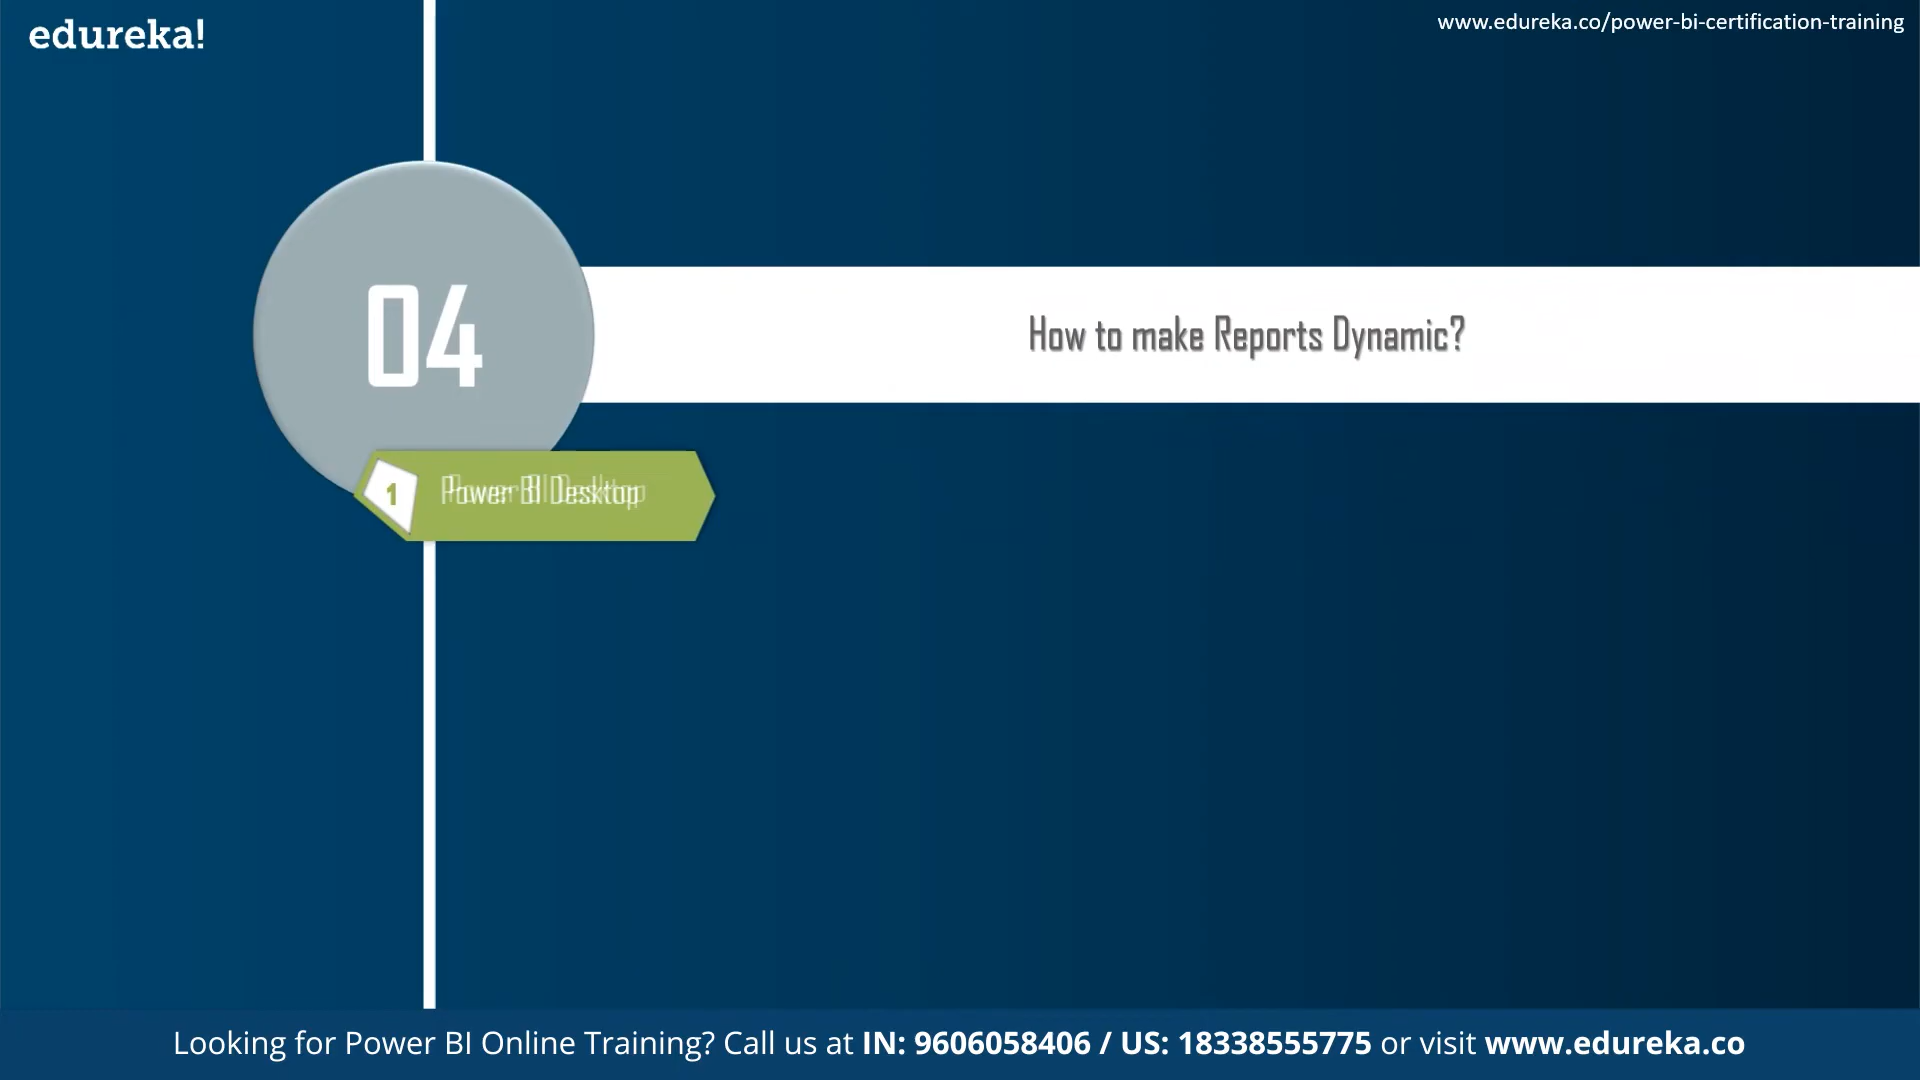 edureka!
www.edureka.co/power-bi-certification-training
04
How to make Reports Dynamic?
1
Power BI Desktop
Looking for Power BI Online Training? Call us at IN: 9606058406 / US: 18338555775 or visit www.edureka.co